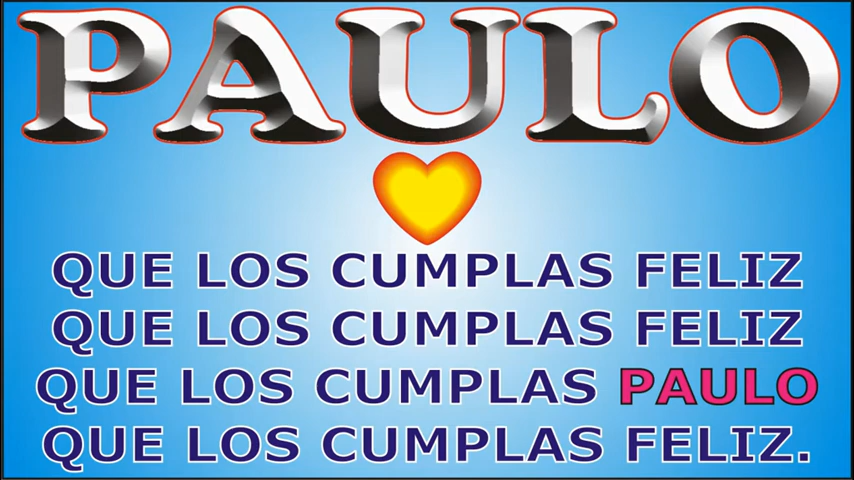 PAULO
QUE LOS CUMPLAS FELIZ
QUE LOS CUMPLAS FELIZ
QUE LOS CUMPLAS PAULO
QUE LOS CUMPLAS FELIZ.